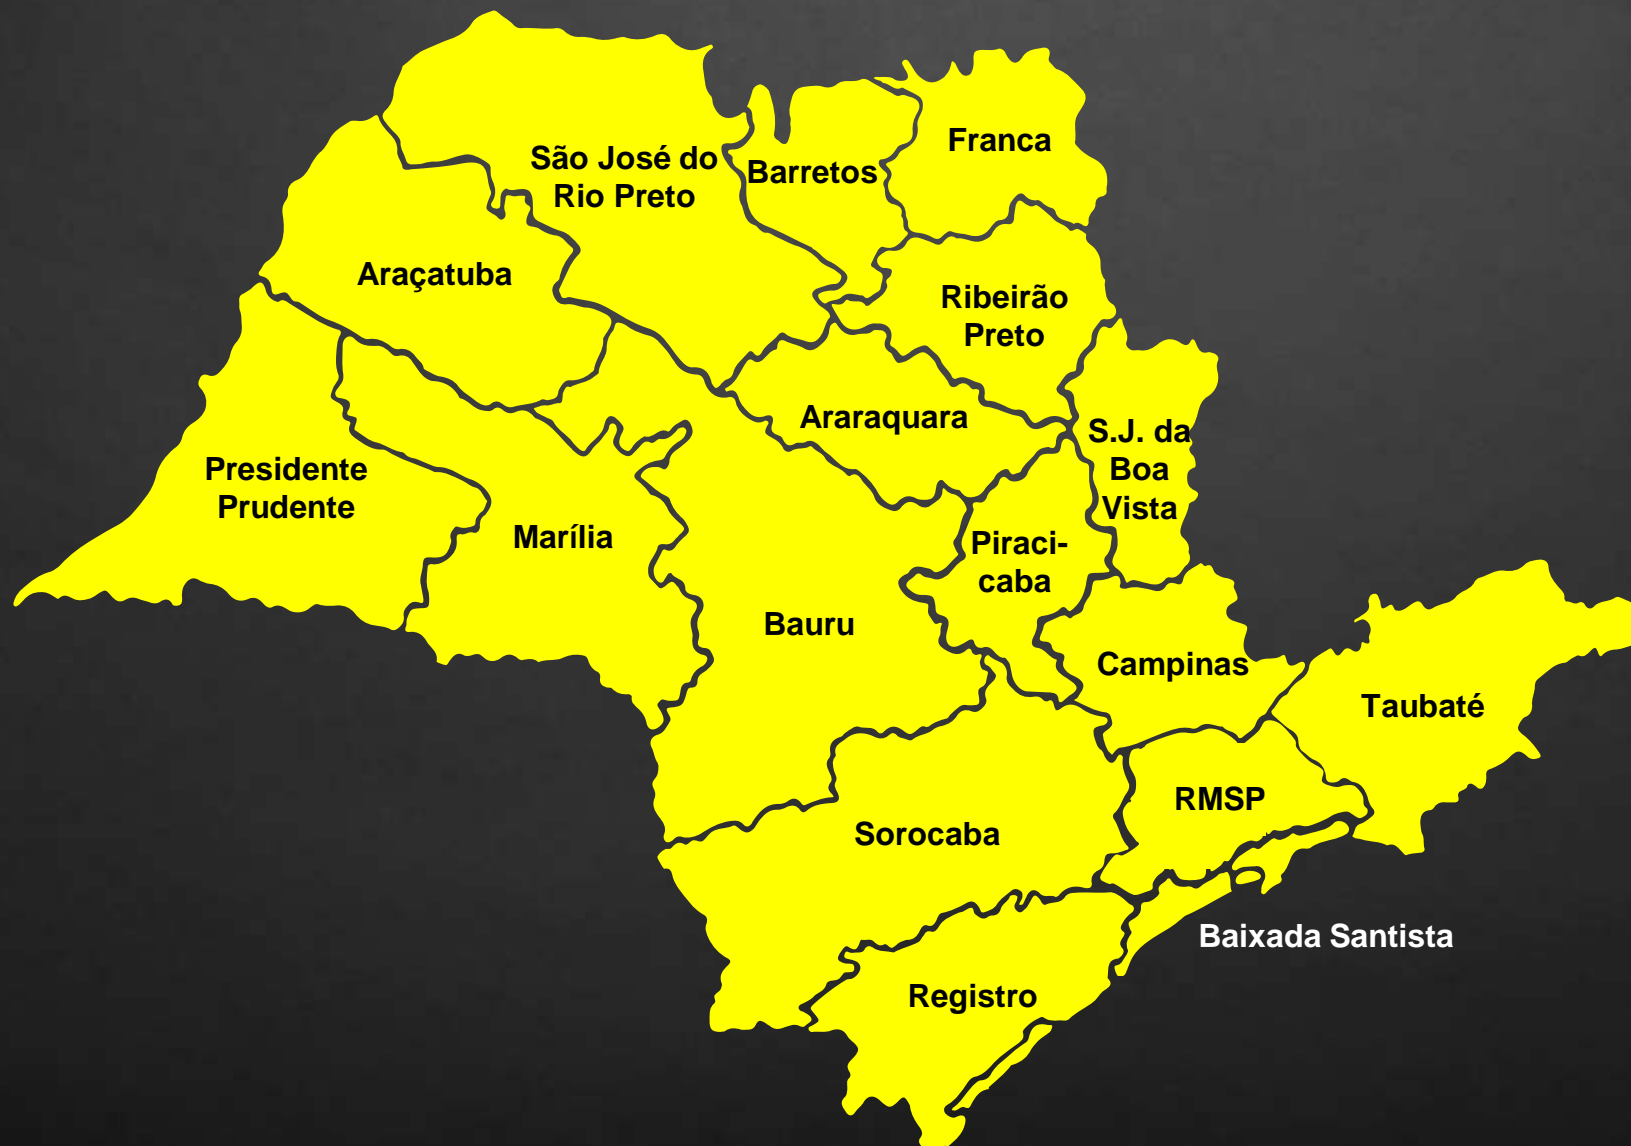 Franca
São José do
Rio Preto
Barretos
Araçatuba
Ribeirão
Preto
Araraquara
S.J. da
Boa
Vista
Presidente
Prudente
Marília
Piraci-
caba
Bauru
Campinas
Taubaté
RMSP
Sorocaba
Baixada Santista
Registro